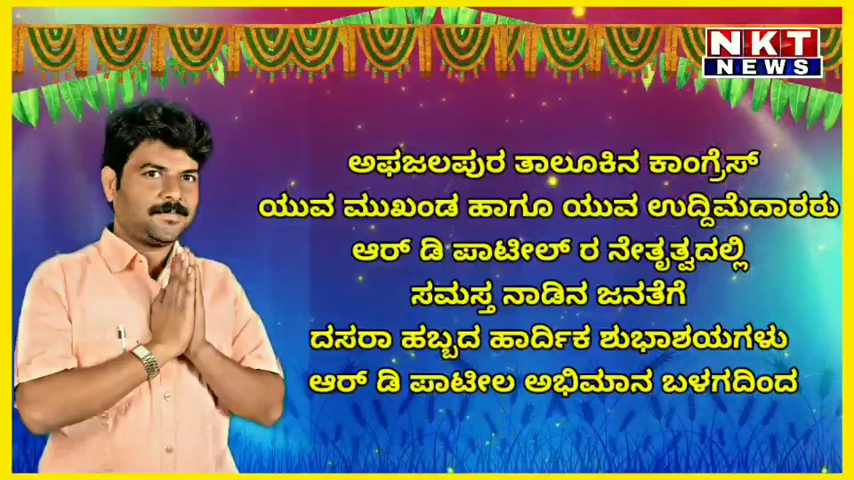 NKT
NEWS
ಅಫಜಲಪುರ ತಾಲೂಕಿನ ಕಾಂಗ್ರೆಸ್
ಯುವ ಮುಖಂಡ ಹಾಗೂ ಯುವ ಉದ್ದಿಮೆದಾರರು
ಆರ್ ಡಿ ಪಾಟೀಲ್ ರ ನೇತೃತ್ವದಲ್ಲಿ
ಸಮಸ್ತ ನಾಡಿನ ಜನತೆಗೆ
ದಸರಾ ಹಬ್ಬದ ಹಾರ್ದಿಕ ಶುಭಾಶಯಗಳು
ಆರ್ ಡಿ ಪಾಟೀಲ ಅಭಿಮಾನ ಬಳಗದಿಂದ